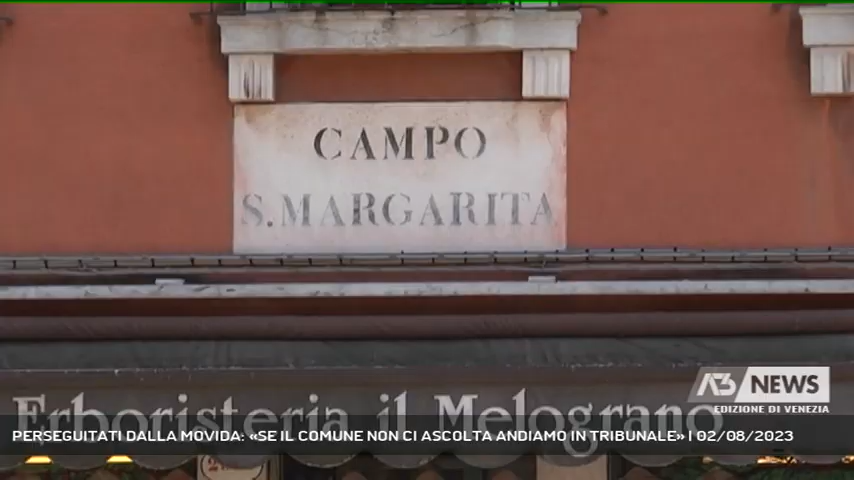 CAMPO
S. MARGARITA
A3 NEWS
EDIZIONE DI VENEZIA
Erboristeria il Melograno
PERSEGUITATI DALLA MOVIDA: «SE IL COMUNE NON CI ASCOLTA ANDIAMO IN TRIBUNALE» | 02/08/2023